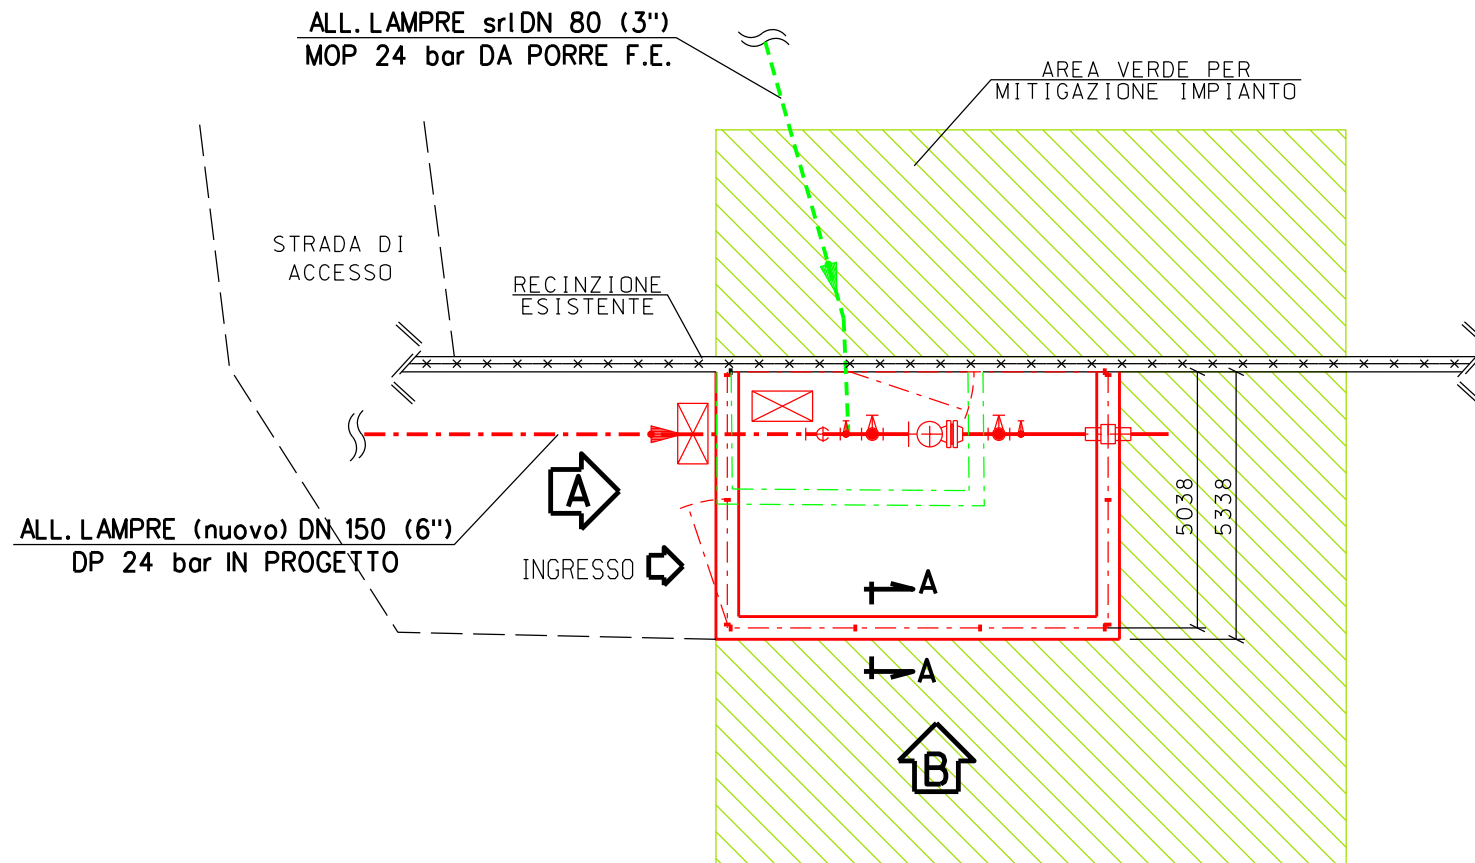 ALL. LAMPRE srl DN 80 (3")
MOP 24 bar DA PORRE F.E.
AREA VERDE PER
MITIGAZIONE IMPIANTO
STRADA DI
ACCESSO
RECINZIONE
ESISTENTE
A
ALL. LAMPRE (nuovo) DN 150 (6")
DP 24 bar IN PROGETTO
INGRESSO
5038
5338
A
A
B